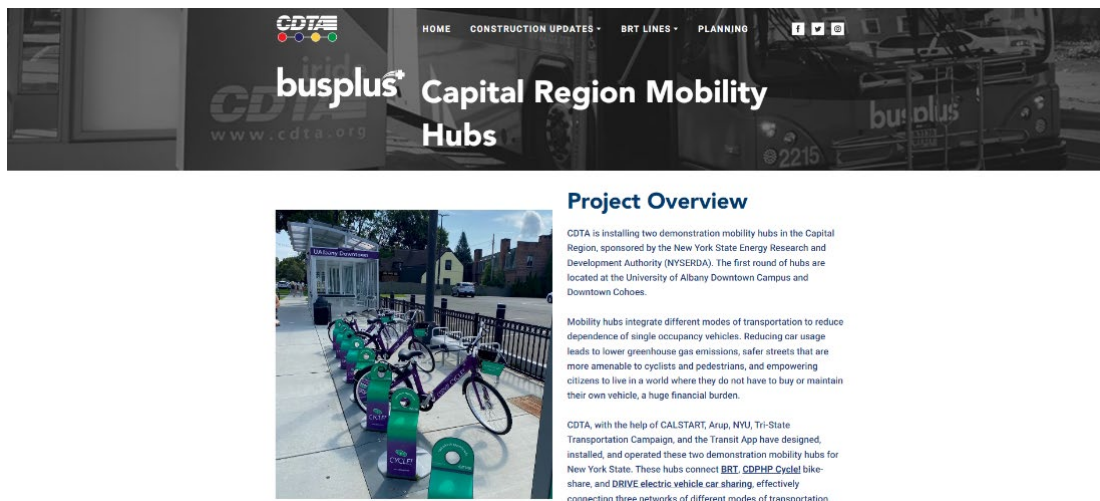 CDTA
HOME CONSTRUCTION UPDATES BRT LINES PLANNING
busplus+
Capital Region Mobility
Hubs
iride
CDTA
www.cdta.org
busplus
2215
Project Overview
CDTA is installing two demonstration mobility hubs in the Capital
Region, sponsored by the New York State Energy Research and
Development Authority (NYSERDA). The first round of hubs are
located at the University of Albany Downtown Campus and
Downtown Cohoes.
Mobility hubs integrate different modes of transportation to reduce
dependence of single occupancy vehicles. Reducing car usage
leads to lower greenhouse gas emissions, safer streets that are
more amenable to cyclists and pedestrians, and empowering
citizens to live in a world where they do not have to buy or maintain
their own vehicle, a huge financial burden.
CDTA, with the help of CALSTART, Arup, NYU, Tri-State
Transportation Campaign, and the Transit App have designed,
installed, and operated these two demonstration mobility hubs for
New York State. These hubs connect BRT, CDPHP Cycle! bike-
share, and DRIVE electric vehicle car sharing, effectively
connecting three networks of different modes of transportation
UAlbany Downtown
CYCLE!
CYCLE!